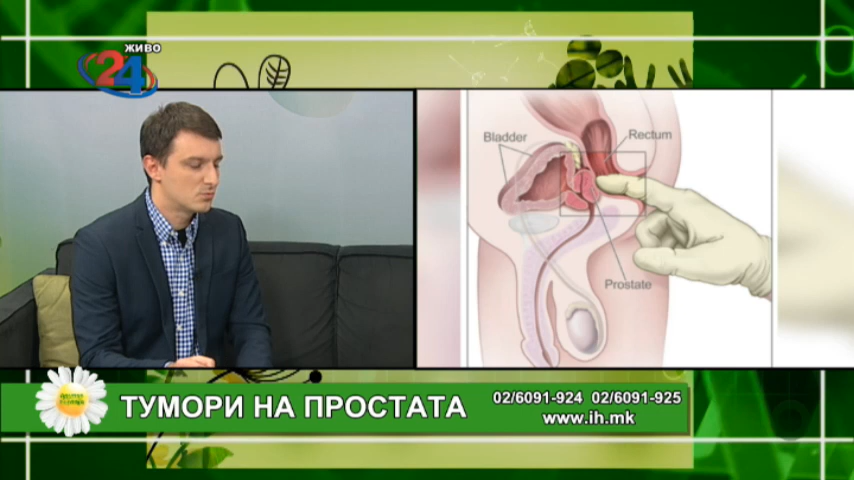 живо
24
Bladder
Rectum
Prostate
ТУМОРИ НА ПРОСТАТА
02/6091-924 02/6091-925
www.ih.mk